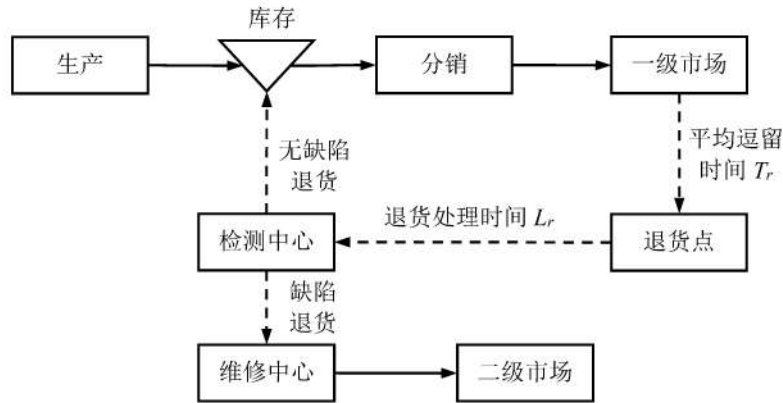 库存
生产
分销
一级市场
无缺陷
退货
平均逗留
时间 Tr
退货处理时间 Lr
检测中心
退货点
缺陷
退货
维修中心
二级市场